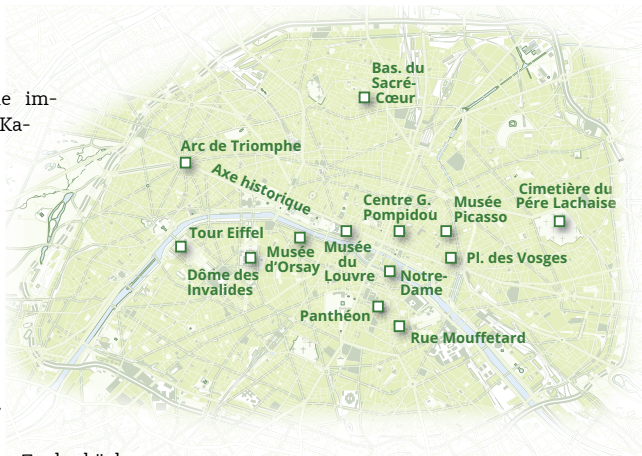 e im-
Ka-
Bas. du
Sacré-
Cœur
Arc de Triomphe
Axe historique
Centre G.
Pompidou
Musée
Picasso
Cimetière du
Pére Lachaise
Tour Eiffel
Dôme des
Invalides
Musée
d’Orsay
Musée
du
Louvre
Notre-
Dame
Pl. des Vosges
Panthéon
Rue Mouffetard